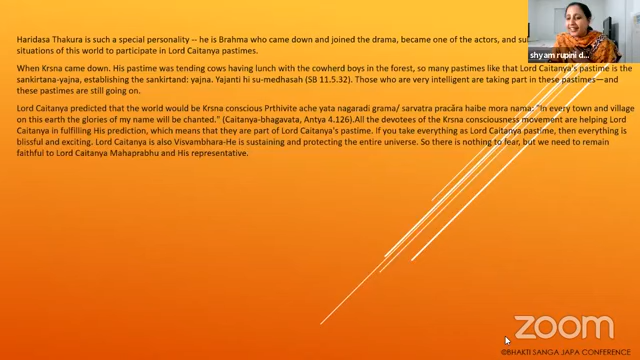 Haridasa Thakura is such a special personality -- he is Brahma who came down and joined the drama, became one of the actors, and su
situations of this world to participate in Lord Caitanya pastimes.
When Krsna came down. His pastime was tending cows having lunch with the cowherd boys in the forest, so many pastimes like that Lord Caitanya's pastime is the
sankirtana-yajna, establishing the sankirtand: yajna. Yajanti hi su-medhasah (SB 11.5.32). Those who are very intelligent are taking part in these pastimes—and
these pastimes are still going on.
Lord Caitanya predicted that the world would be Krsna conscious Prthivite ache yata nagaradi grama/ sarvatra pracāra haibe mora nama: "In every town and village
on this earth the glories of my name will be chanted." (Caitanya-bhagavata, Antya 4.126).All the devotees of the Krsna consciousness movement are helping Lord
Caitanya in fulfilling His prediction, which means that they are part of Lord Caitanya's pastime. If you take everything as Lord Caitanya pastime, then everything is
blissful and exciting. Lord Caitanya is also Visvambhara-He is sustaining and protecting the entire universe. So there is nothing to fear, but we need to remain
faithful to Lord Caitanya Mahaprabhu and His representative.
shyam rupini d...
zoom
©BHAKTI SANGA JAPA CONFERENCE